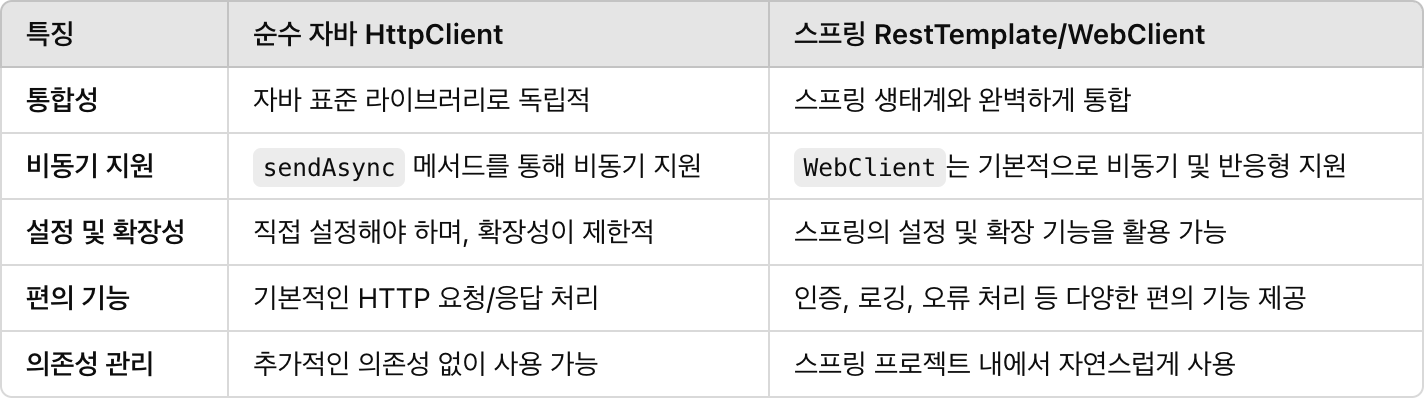 특징 순수 자바 HttpClient 스프링 RestTemplate/WebClient
통합성 자바 표준 라이브러리로 독립적 스프링 생태계와 완벽하게 통합
비동기 지원 sendAsync 메서드를 통해 비동기 지원 WebClient는 기본적으로 비동기 및 반응형 지원
설정 및 확장성 직접 설정해야 하며, 확장성이 제한적 스프링의 설정 및 확장 기능을 활용 가능
편의 기능 기본적인 HTTP 요청/응답 처리 인증, 로깅, 오류 처리 등 다양한 편의 기능 제공
의존성 관리 추가적인 의존성 없이 사용 가능 스프링 프로젝트 내에서 자연스럽게 사용